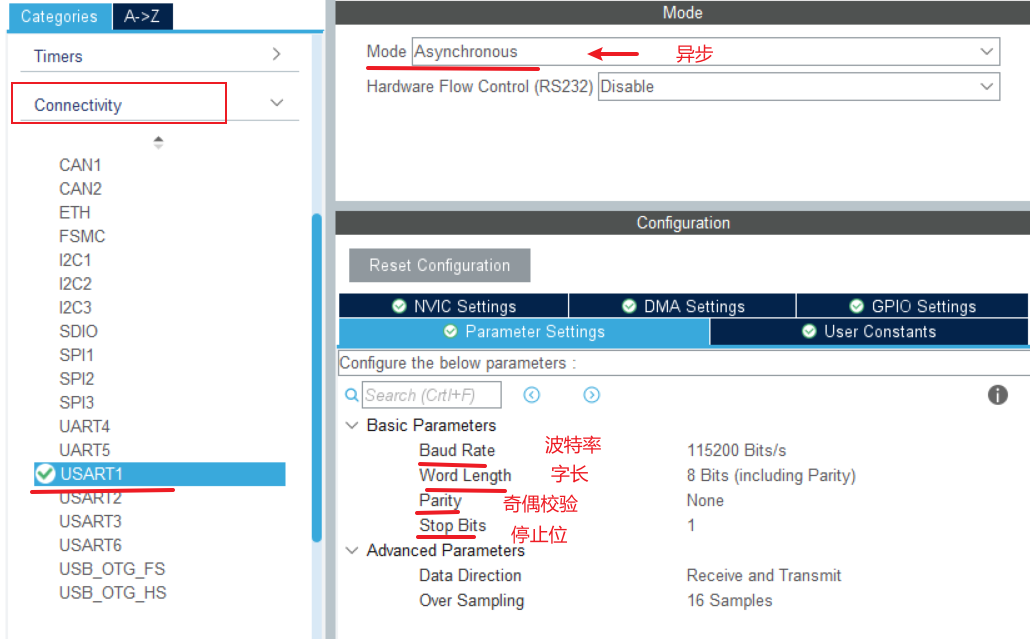 Categories A->Z
Timers
Connectivity
CAN1
CAN2
ETH
FSMC
I2C1
I2C2
I2C3
SDIO
SPI1
SPI2
SPI3
UART4
UART5
USART1
USART2
USART3
USART6
USB_OTG_FS
USB_OTG_HS
Mode
Mode Asynchronous 异步
Hardware Flow Control (RS232) Disable
Configuration
Reset Configuration
NVIC Settings DMA Settings GPIO Settings
Parameter Settings User Constants
Configure the below parameters :
Search (Crtl+F)
Basic Parameters
Baud Rate 波特率 115200 Bits/s
Word Length 字长 8 Bits (including Parity)
Parity 奇偶校验 None
Stop Bits 停止位 1
Advanced Parameters
Data Direction Receive and Transmit
Over Sampling 16 Samples